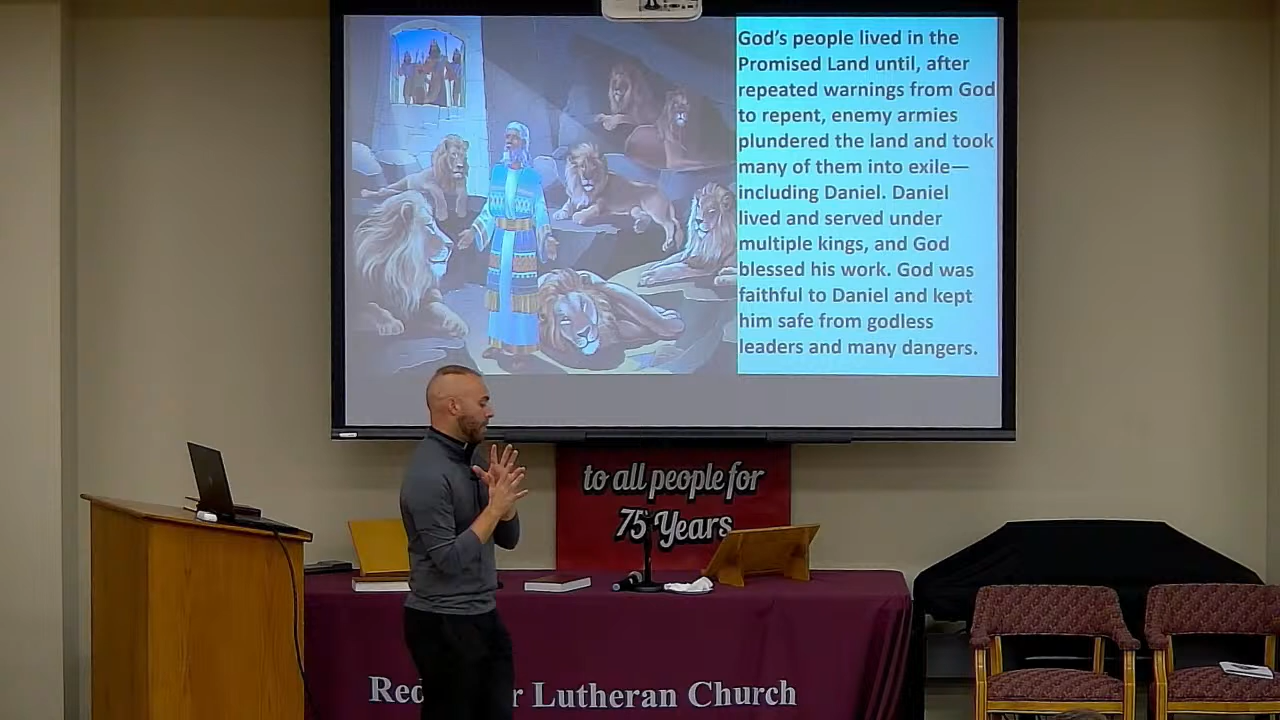 God's people lived in the
Promised Land until, after
repeated warnings from God
to repent, enemy armies
plundered the land and took
many of them into exile—
including Daniel. Daniel
lived and served under
multiple kings, and God
blessed his work. God was
faithful to Daniel and kept
him safe from godless
leaders and many dangers.
to all people for
75 Years
Lutheran Church